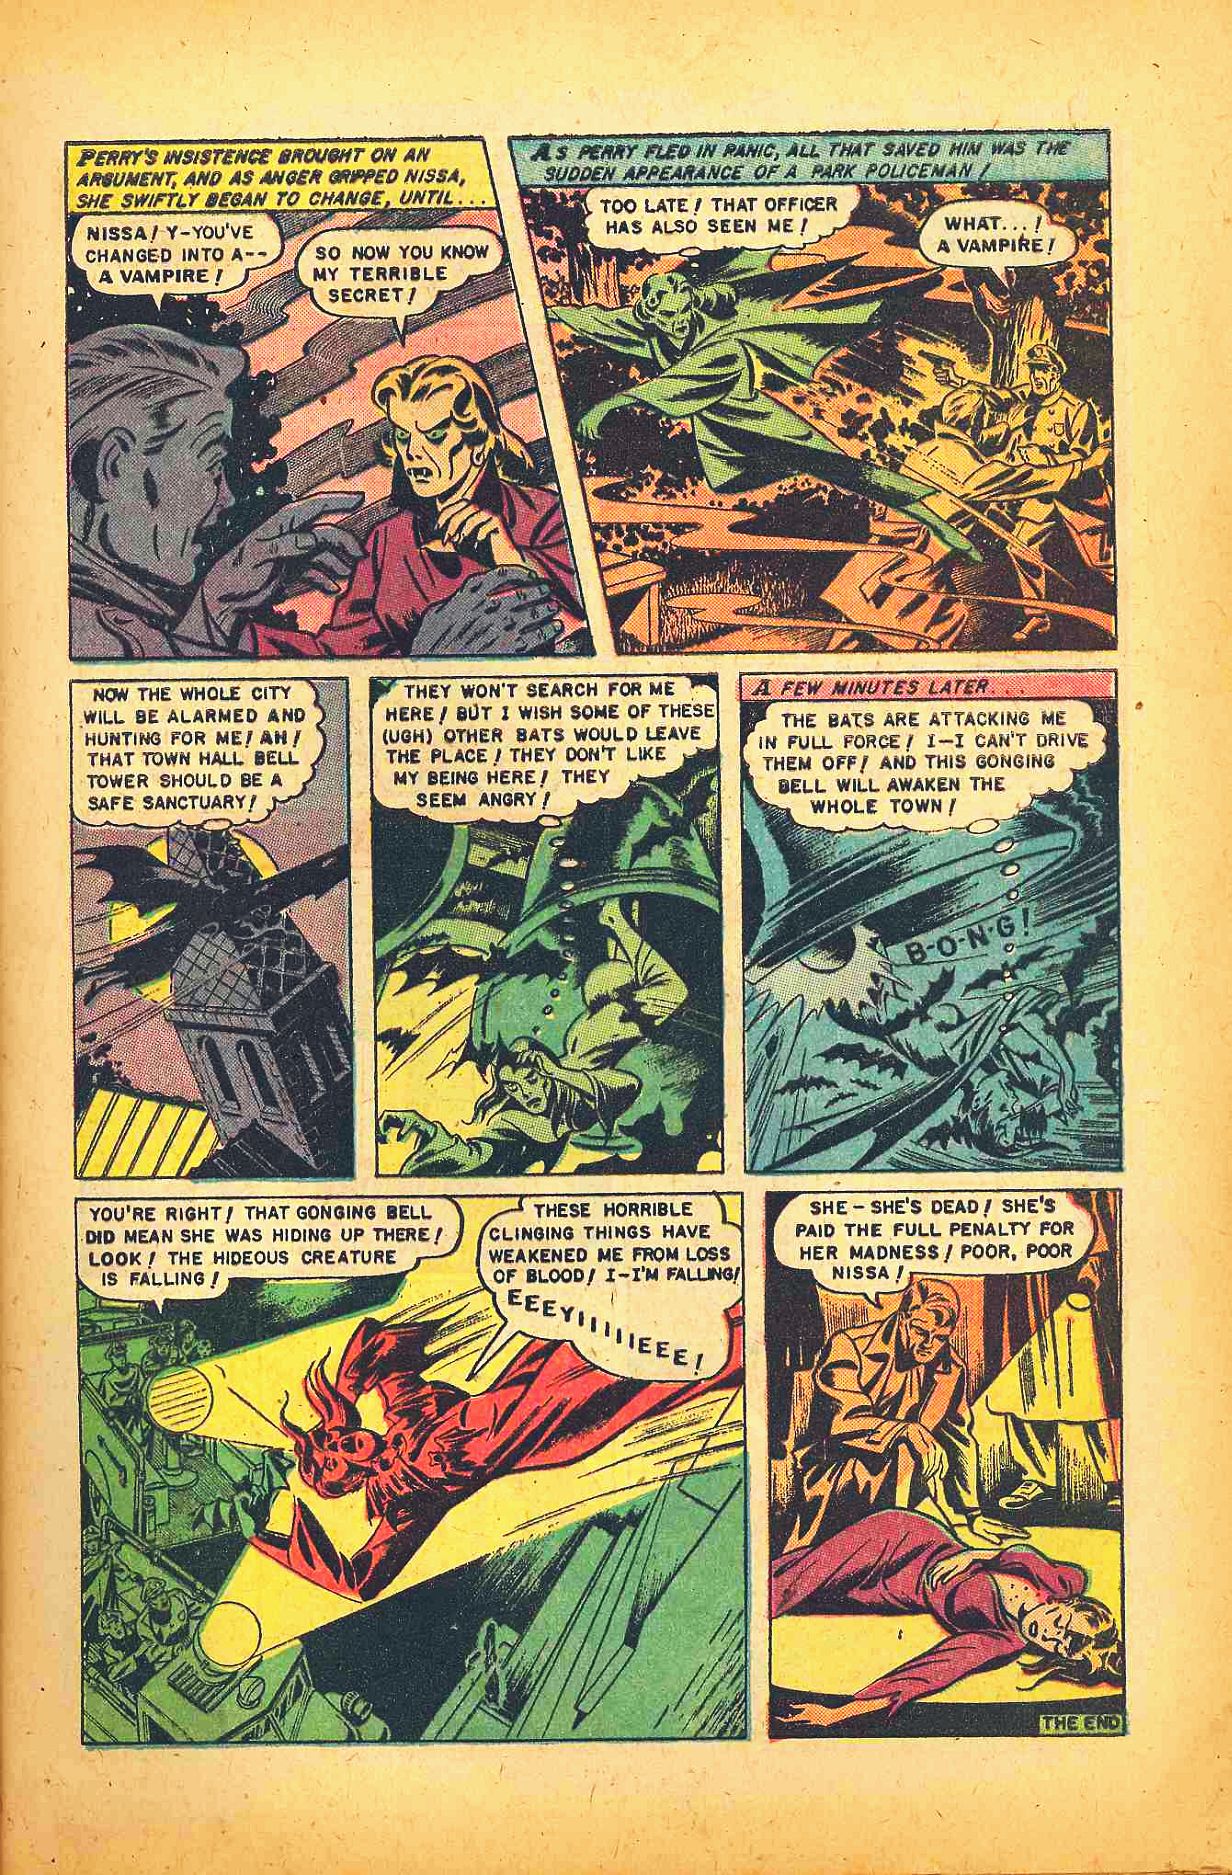 PERRY'S INSISTENCE BROUGHT ON AN
ARGUMENT, AND AS ANGER GRIPPED NISSA,
SHE SWIFTLY BEGAN TO CHANGE, UNTIL...
NISSA! Y-YOU'VE
CHANGED INTO A--
A VAMPIRE!
SO NOW YOU KNOW
MY TERRIBLE
SECRET!
AS PERRY FLED IN PANIC, ALL THAT SAVED HIM WAS THE
SUDDEN APPEARANCE OF A PARK POLICEMAN!
TOO LATE! THAT OFFICER
HAS ALSO SEEN ME!
WHAT...!
A VAMPIRE!
NOW THE WHOLE CITY
WILL BE ALARMED AND
HUNTING FOR ME! AH!
THAT TOWN HALL BELL
TOWER SHOULD BE A
SAFE SANCTUARY!
THEY WON'T SEARCH FOR ME
HERE! BUT I WISH SOME OF THESE
(UGH) OTHER BATS WOULD LEAVE
THE PLACE! THEY DON'T LIKE
MY BEING HERE! THEY
SEEM ANGRY!
A FEW MINUTES LATER....
THE BATS ARE ATTACKING ME
IN FULL FORCE! I-I CAN'T DRIVE
THEM OFF! AND THIS GONGING
BELL WILL AWAKEN THE
WHOLE TOWN!
B-O-N-G!
YOU'RE RIGHT! THAT GONGING BELL
DID MEAN SHE WAS HIDING UP THERE!
LOOK! THE HIDEOUS CREATURE
IS FALLING!
THESE HORRIBLE
CLINGING THINGS HAVE
WEAKENED ME FROM LOSS
OF BLOOD! I-I'M FALLING!
EEEYIIIIIIEEE!
SHE-SHE'S DEAD! SHE'S
PAID THE FULL PENALTY FOR
HER MADNESS! POOR, POOR
NISSA!
THE END